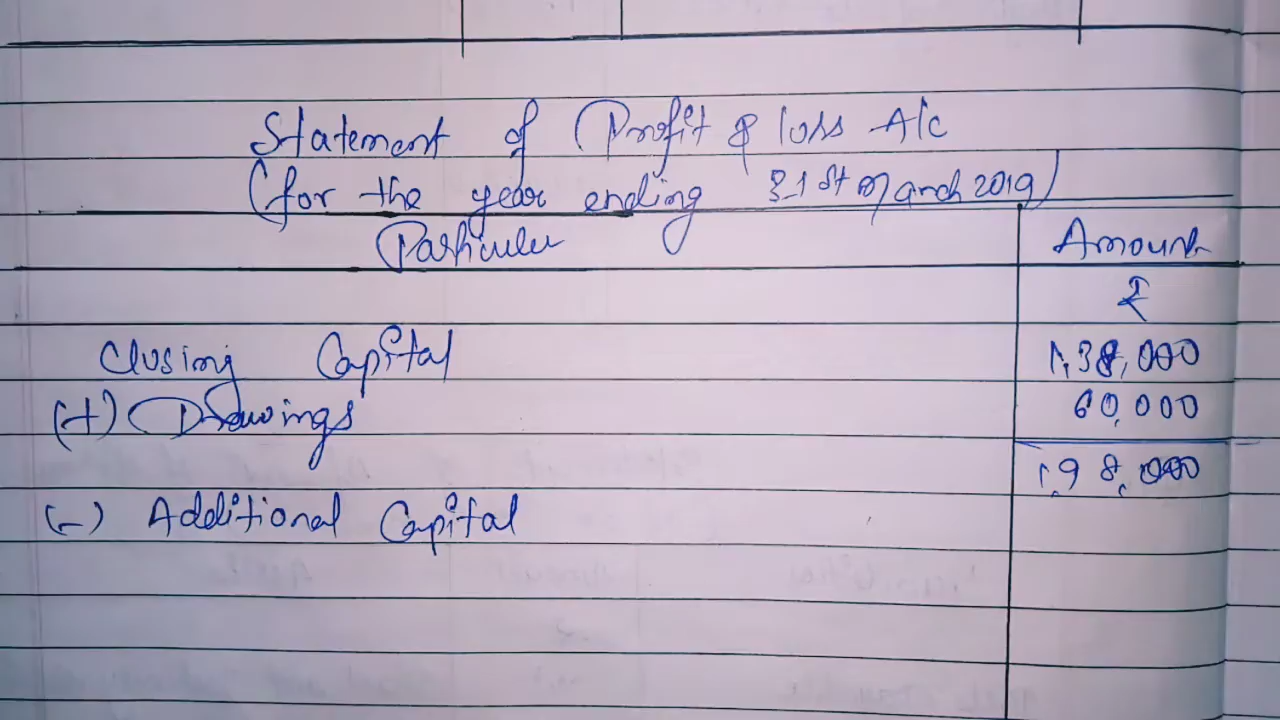 Statement of Profit & loss A/c
(for the year ending 31st March 2019)
Particular Amount
₹
Closing Capital 1,38,000
(+) Drawings 60,000
1,98,000
(-) Additional Capital